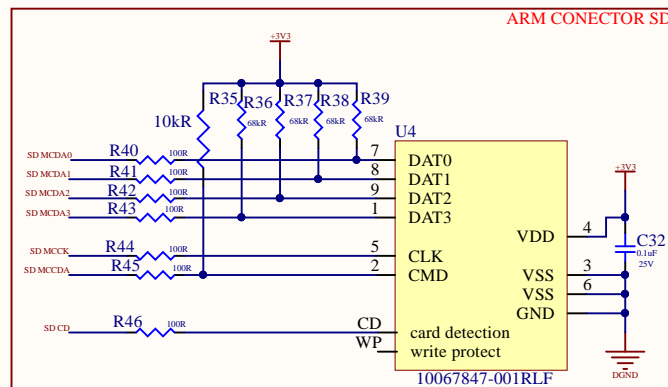 ARM CONECTOR SD
+3V3
R35 R36 R37 R38 R39
10kR 68kR 68kR 68kR 68kR
U4
SD MCDA0 R40 100R 7 DAT0
SD MCDA1 R41 100R 8 DAT1
SD MCDA2 R42 100R 9 DAT2
SD MCDA3 R43 100R 1 DAT3
SD MCCK R44 100R 5 CLK
SD MCCDA R45 100R 2 CMD
SD CD R46 100R CD card detection
WP write protect
VDD 4
VSS 3
VSS 6
GND
+3V3
C32
0.1uF
25V
DGND
10067847-001RLF